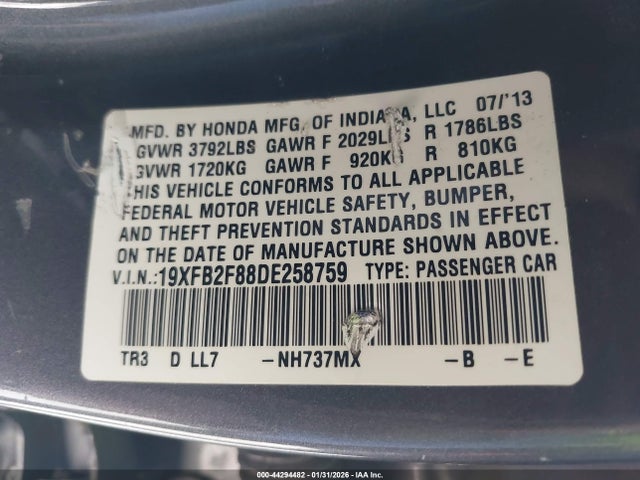 MFD. BY HONDA MFG. OF INDIANA, LLC 07/'13
GVWR 3792LBS GAWR F 2029LBS R 1786LBS
GVWR 1720KG GAWR F 920KG R 810KG
THIS VEHICLE CONFORMS TO ALL APPLICABLE
FEDERAL MOTOR VEHICLE SAFETY, BUMPER,
AND THEFT PREVENTION STANDARDS IN EFFECT
ON THE DATE OF MANUFACTURE SHOWN ABOVE.
V.I.N.:19XFB2F88DE258759 TYPE: PASSENGER CAR
TR3 D LL7 -NH737MX -B -E
000-44294482 - 01/31/2026 - IAA Inc.